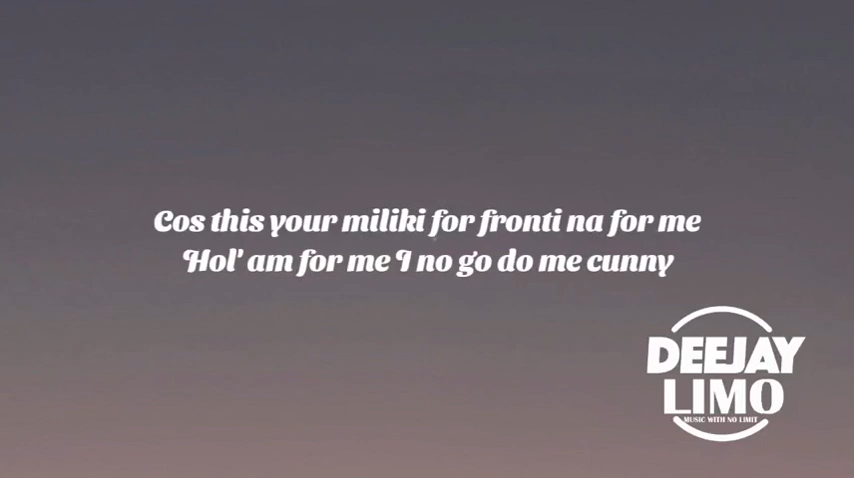 Cos this your miliki for fronti na for me
Hol' am for me I no go do me cunny
DEEJAY
LIMO
MUSIC WITH NO LIMIT